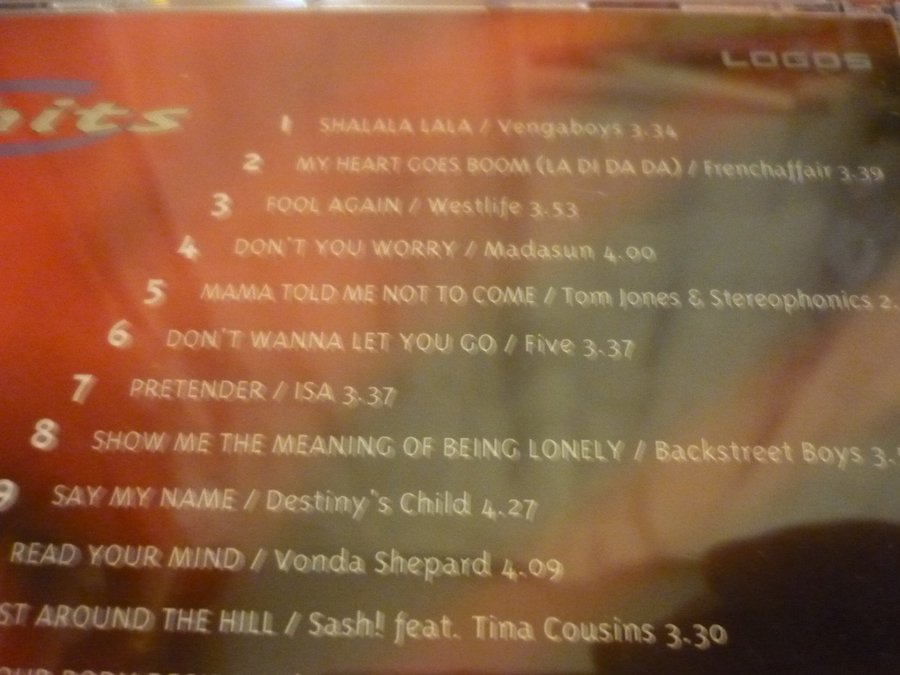 LOGOS
hits
1 SHALALA LALA / Vengaboys 3.34
2 MY HEART GOES BOOM (LA DI DA DA) / Frenchaffair 3.39
3 FOOL AGAIN / Westlife 3.53
4 DON'T YOU WORRY / Madasun 4.00
5 MAMA TOLD ME NOT TO COME / Tom Jones & Stereophonics 2.
6 DON'T WANNA LET YOU GO / Five 3.37
7 PRETENDER / ISA 3.37
8 SHOW ME THE MEANING OF BEING LONELY / Backstreet Boys 3.
9 SAY MY NAME / Destiny's Child 4.27
READ YOUR MIND / Vonda Shepard 4.09
ST AROUND THE HILL / Sash! feat. Tina Cousins 3.30